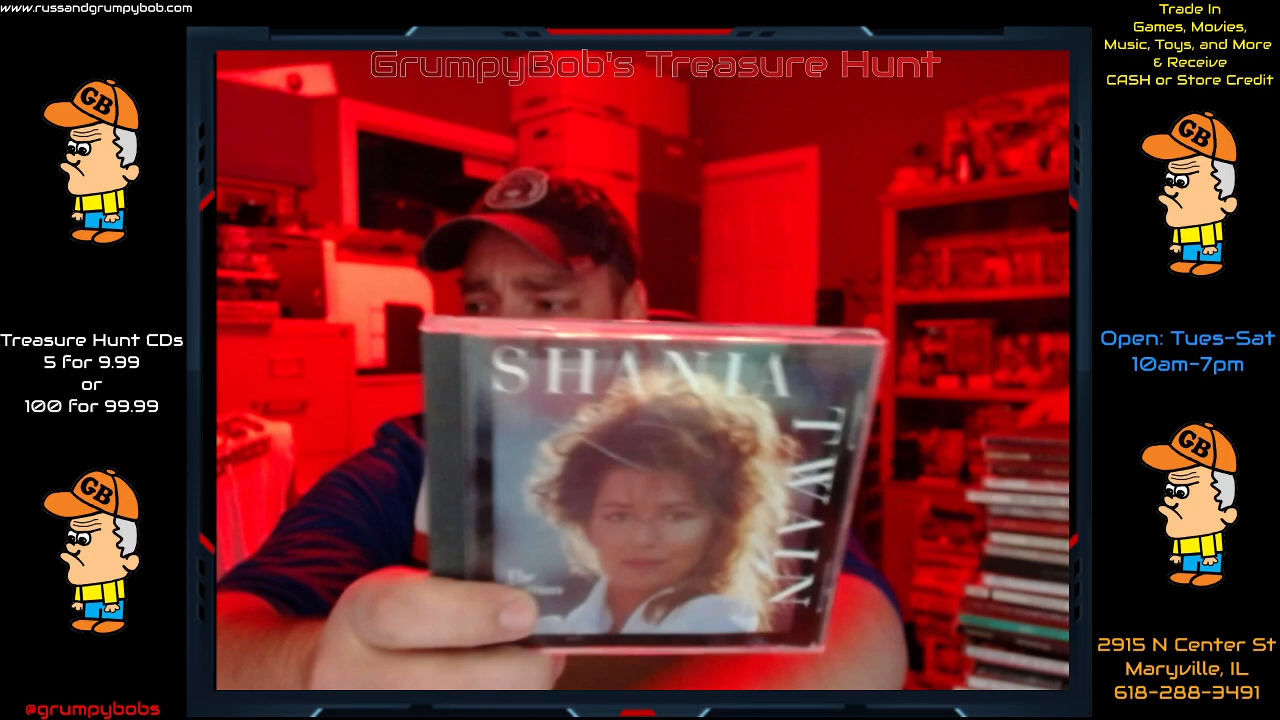 www.russandgrumpybob.com
GrumpyBob's Treasure Hunt
Trade In
Games, Movies,
Music, Toys, and More
& Receive
CASH or Store Credit
GB
GB
Treasure Hunt CDs
5 for 9.99
or
100 for 99.99
Open: Tues-Sat
10am-7pm
SHANIA
TWAIN
The
GB
GB
2915 N Center St
Maryville, IL
618-288-3491
@grumpybobs